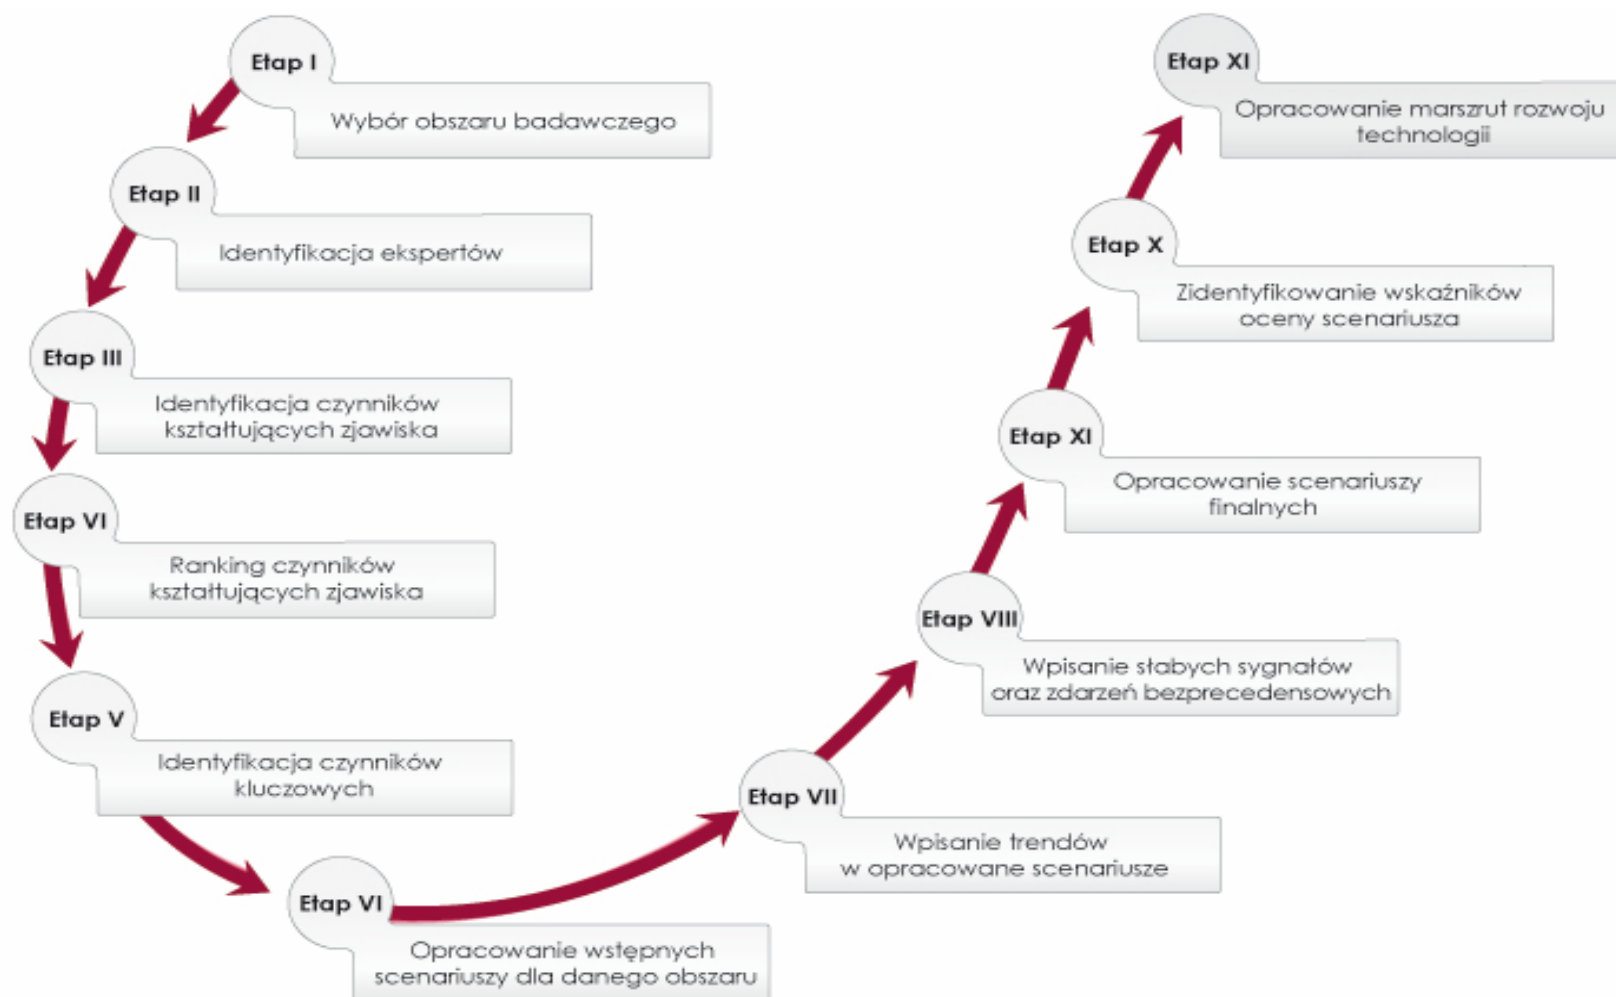 Etap I
Wybór obszaru badawczego
Etap II
Identyfikacja ekspertów
Etap III
Identyfikacja czynników
kształtujących zjawiska
Etap VI
Ranking czynników
kształtujących zjawiska
Etap V
Identyfikacja czynników
kluczowych
Etap VI
Opracowanie wstępnych
scenariuszy dla danego obszaru
Etap VII
Wpisanie trendów
w opracowane scenariusze
Etap VIII
Wpisanie słabych sygnałów
oraz zdarzeń bezprecedensowych
Etap XI
Opracowanie scenariuszy
finalnych
Etap X
Zidentyfikowanie wskaźników
oceny scenariusza
Etap XI
Opracowanie marszrut rozwoju
technologii